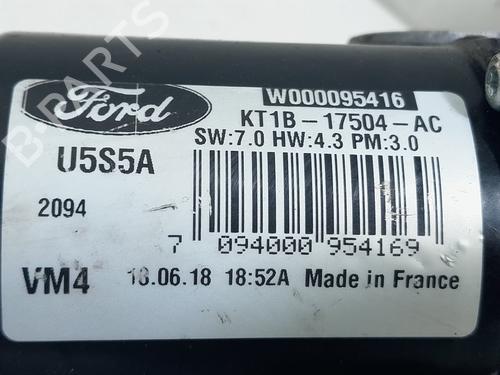 Ford
W000095416
KT1B-17504-AC
SW:7.0 HW:4.3 PM:3.0
U5S5A
2094
7 094000 954169
VM4 18.06.18 18:52A Made in France
B-PARTS